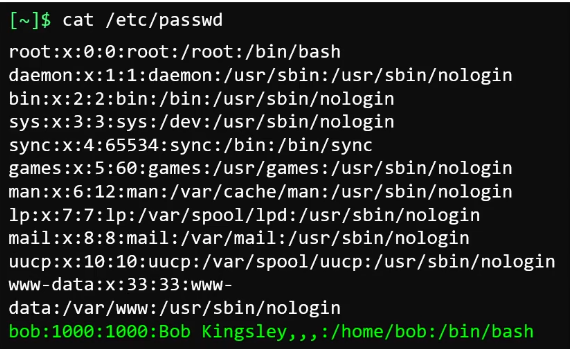 [~]$ cat /etc/passwd
root:x:0:0:root:/root:/bin/bash
daemon:x:1:1:daemon:/usr/sbin:/usr/sbin/nologin
bin:x:2:2:bin:/bin:/usr/sbin/nologin
sys:x:3:3:sys:/dev:/usr/sbin/nologin
sync:x:4:65534:sync:/bin:/bin/sync
games:x:5:60:games:/usr/games:/usr/sbin/nologin
man:x:6:12:man:/var/cache/man:/usr/sbin/nologin
lp:x:7:7:lp:/var/spool/lpd:/usr/sbin/nologin
mail:x:8:8:mail:/var/mail:/usr/sbin/nologin
uucp:x:10:10:uucp:/var/spool/uucp:/usr/sbin/nologin
www-data:x:33:33:www-
data:/var/www:/usr/sbin/nologin
bob:1000:1000:Bob Kingsley,,,:/home/bob:/bin/bash